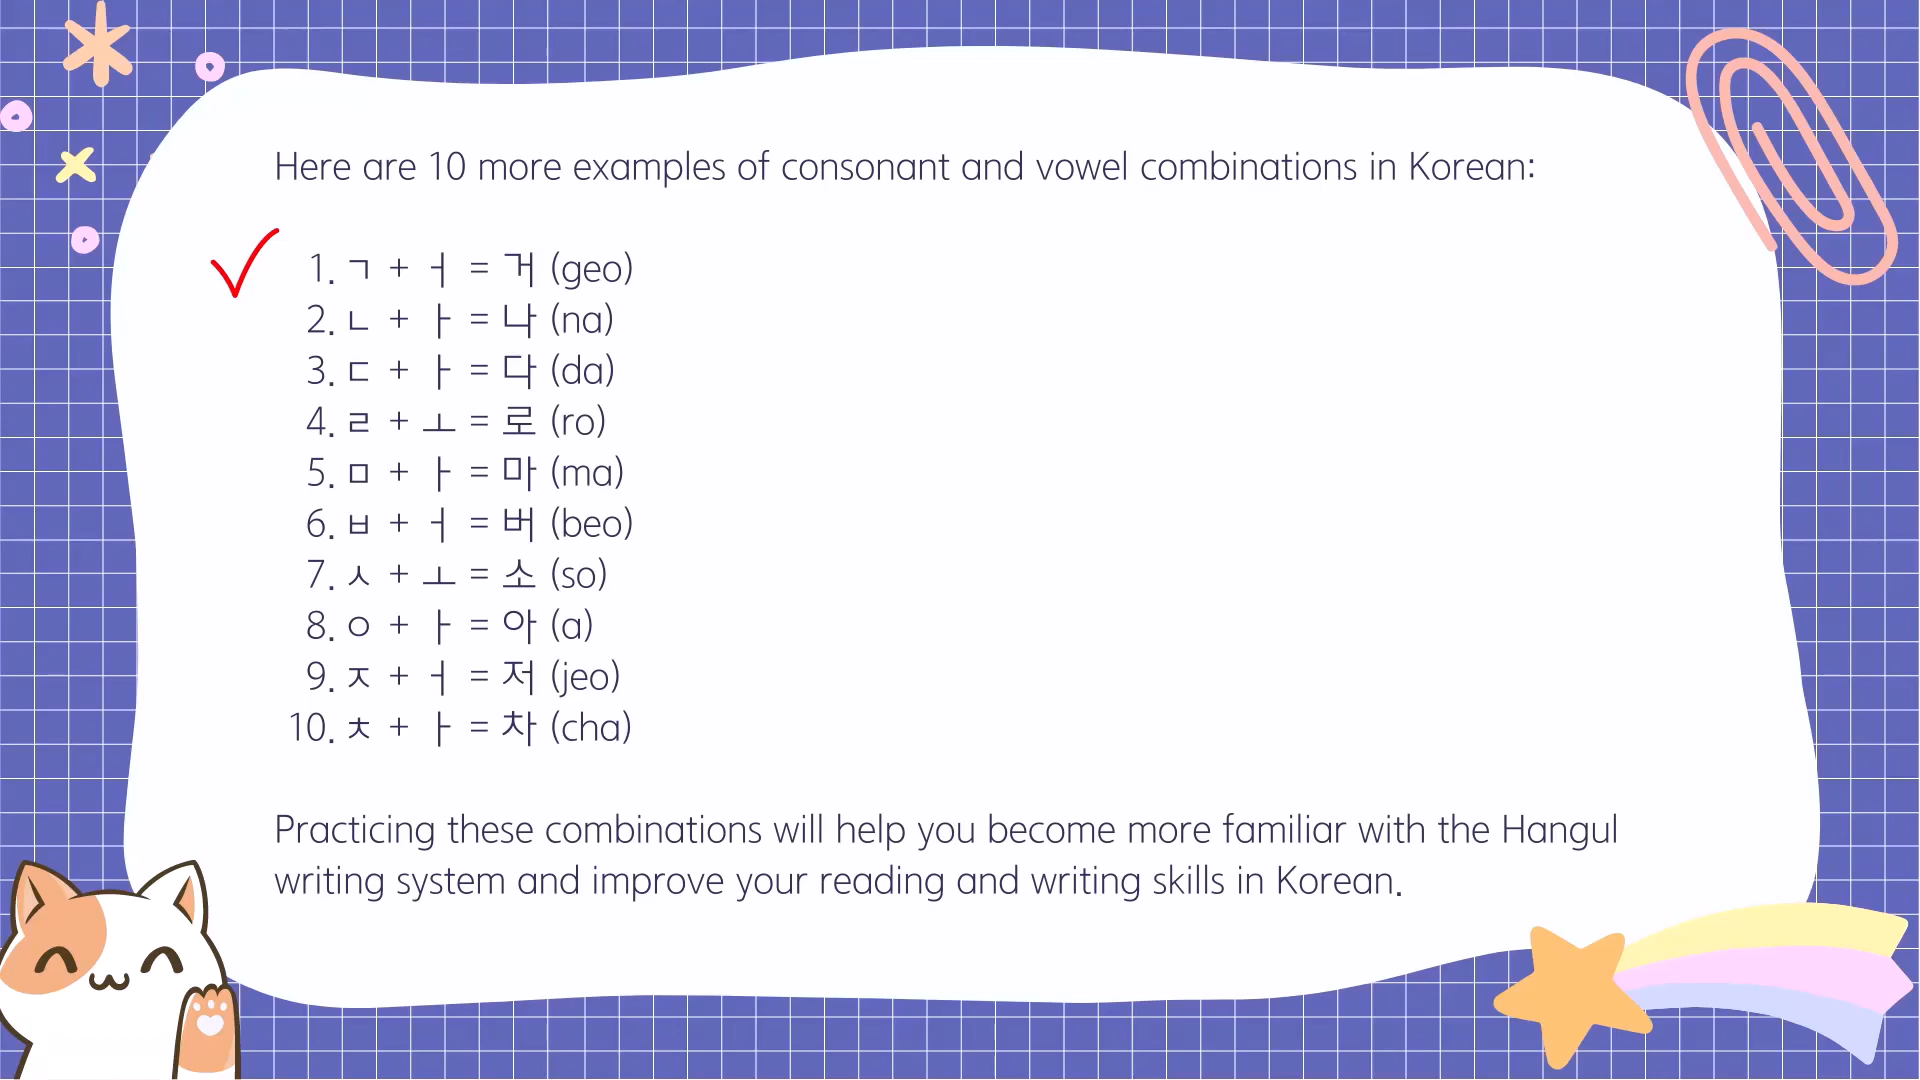 Here are 10 more examples of consonant and vowel combinations in Korean:
1. ㄱ + ㅓ = 거 (geo)
2. ㄴ + ㅏ = 나 (na)
3. ㄷ + ㅏ = 다 (da)
4. ㄹ + ㅗ = 로 (ro)
5. ㅁ + ㅏ = 마 (ma)
6. ㅂ + ㅓ = 버 (beo)
7. ㅅ + ㅗ = 소 (so)
8. ㅇ + ㅏ = 아 (a)
9. ㅈ + ㅓ = 저 (jeo)
10. ㅊ + ㅏ = 차 (cha)
Practicing these combinations will help you become more familiar with the Hangul
writing system and improve your reading and writing skills in Korean.